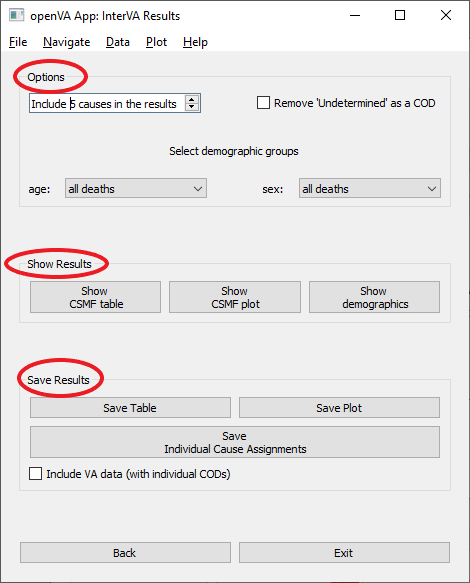 openVA App: InterVA Results
File Navigate Data Plot Help
Options
Include 5 causes in the results
Remove 'Undetermined' as a COD
Select demographic groups
age: all deaths sex: all deaths
Show Results
Show
CSMF table
Show
CSMF plot
Show
demographics
Save Results
Save Table Save Plot
Save
Individual Cause Assignments
Include VA data (with individual CODs)
Back Exit